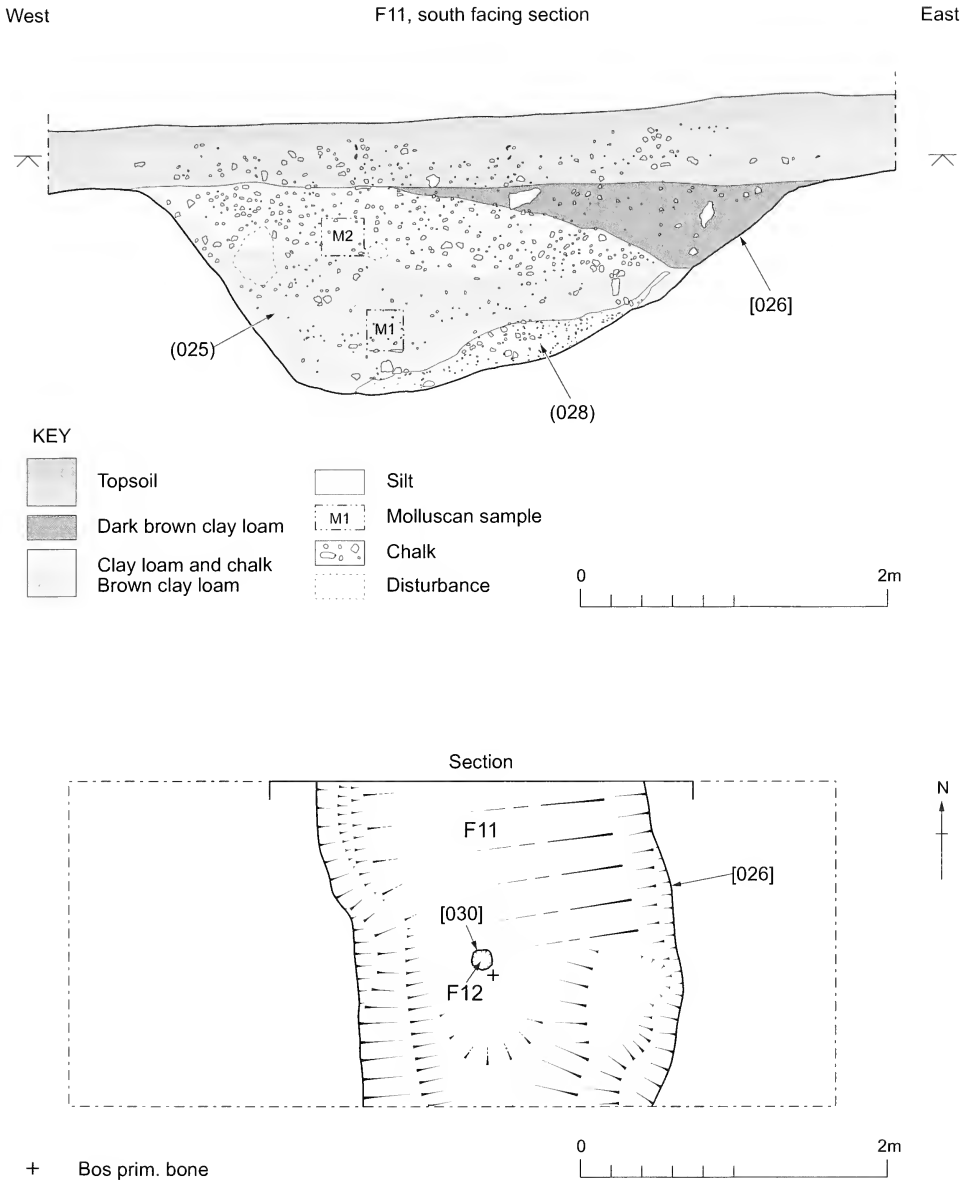 West F11, south facing section East
M2
M1
[026]
(025)
(028)
KEY
Topsoil
Dark brown clay loam
Clay loam and chalk
Brown clay loam
Silt
M1 Molluscan sample
Chalk
Disturbance
0 2m
Section
N
F11
[026]
[030]
F12
+
+ Bos prim. bone
0 2m